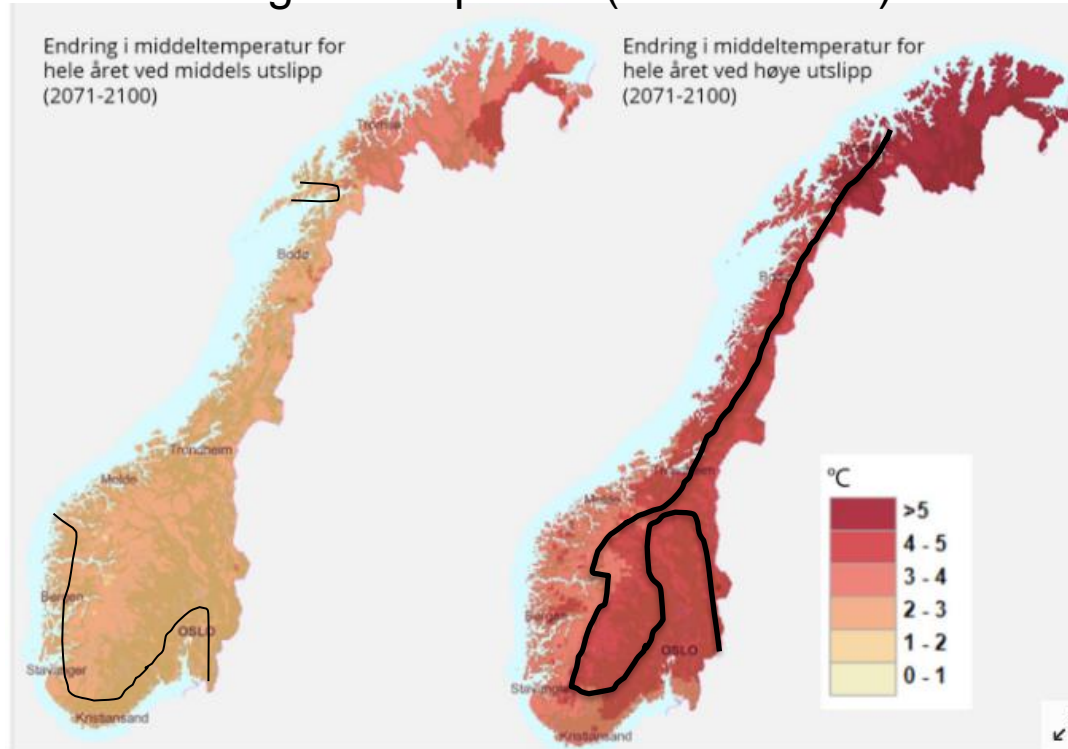 Endring i middeltemperatur for
hele året ved middels utslipp
(2071-2100)
Tromsø
Bodø
Trondheim
Molde
Bergen
OSLO
Stavanger
Kristiansand
Endring i middeltemperatur for
hele året ved høye utslipp
(2071-2100)
Bodø
Trondheim
Molde
Bergen
OSLO
Stavanger
Kristiansand
°C
>5
4 - 5
3 - 4
2 - 3
1 - 2
0 - 1